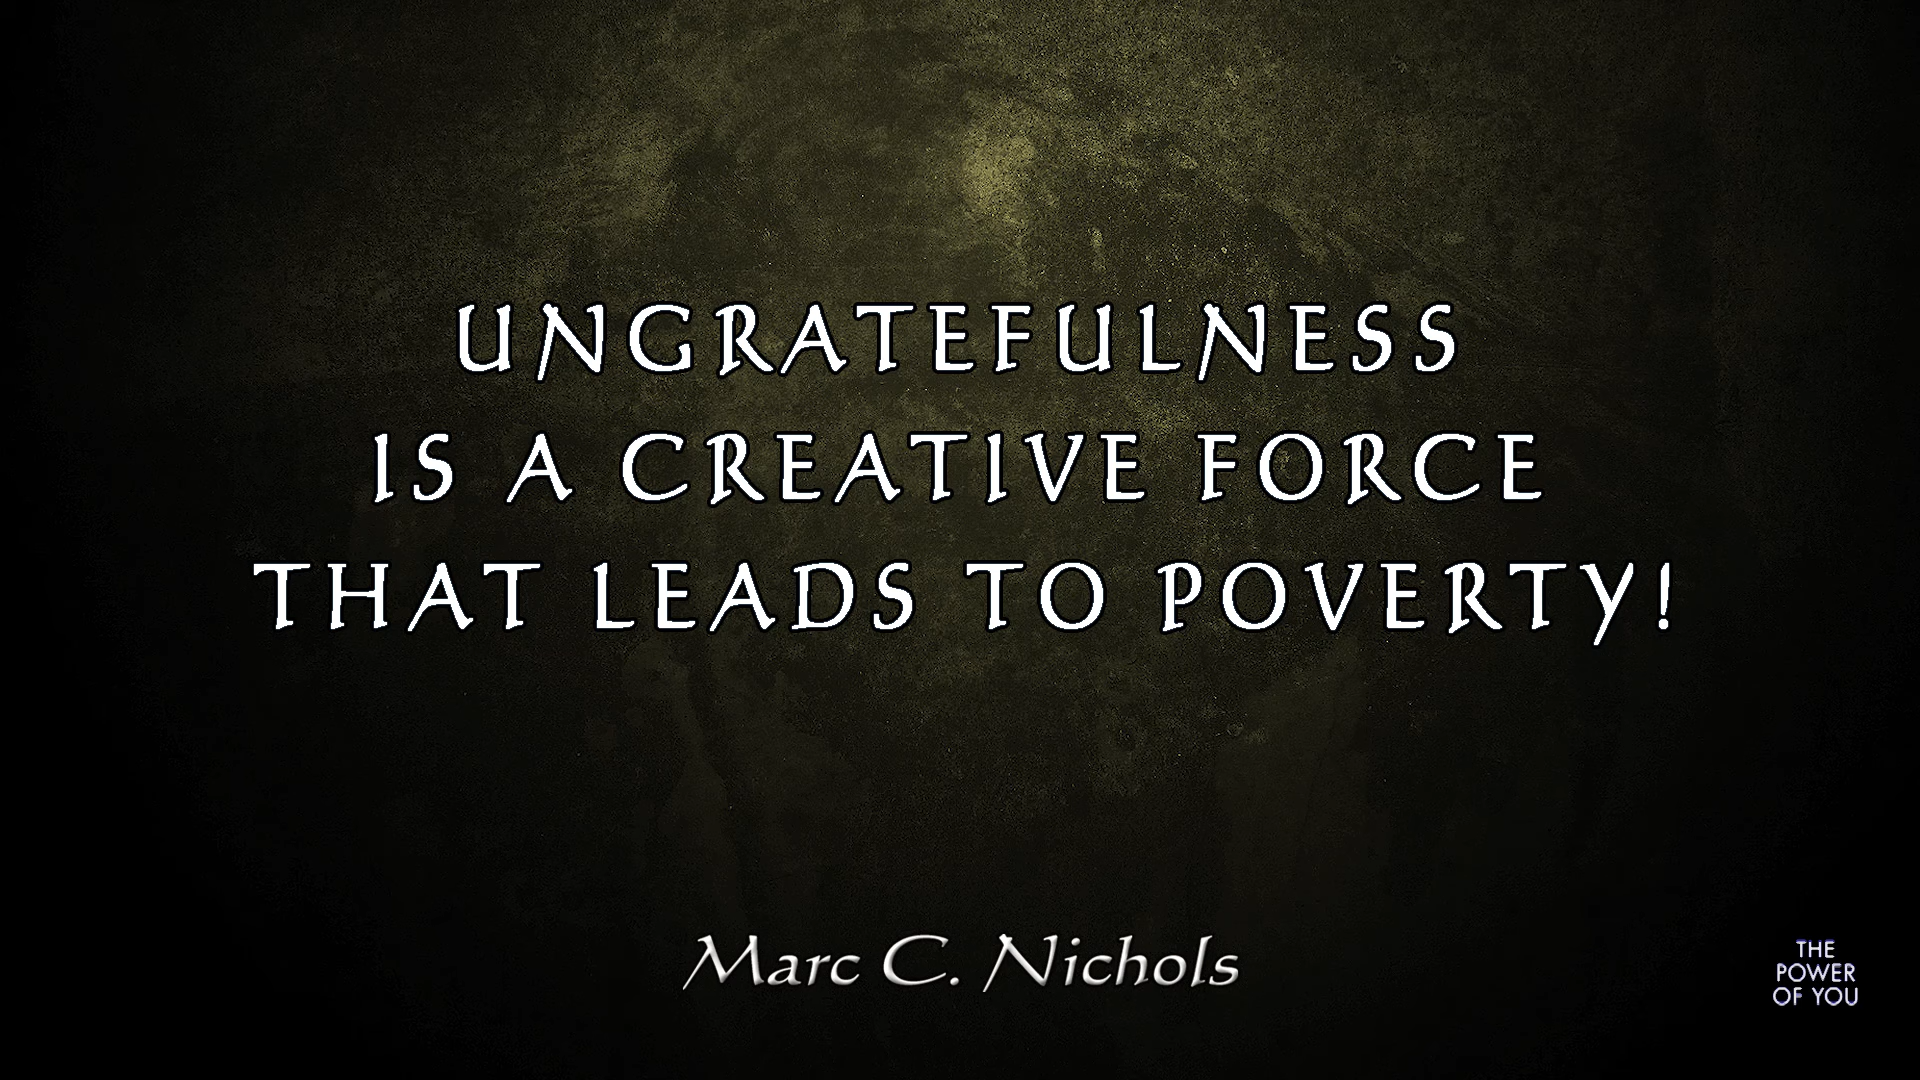 UNGRATEFULNESS
IS A CREATIVE FORCE
THAT LEADS TO POVERTY!
Marc C. Nichols
THE
POWER
OF YOU